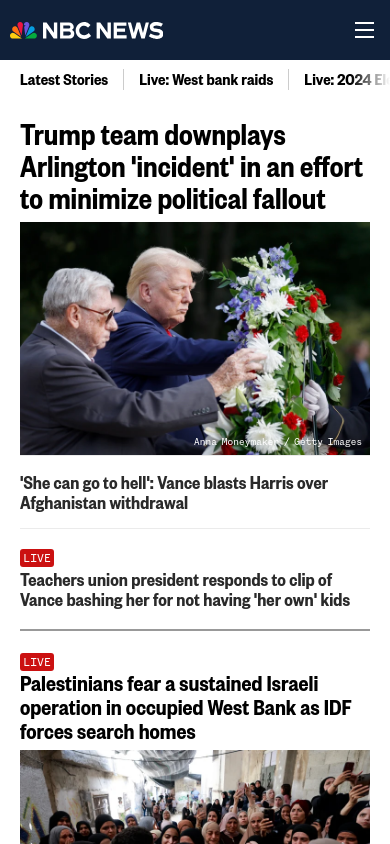 NBC NEWS
Latest Stories
Live: West bank raids
Live: 2024
Trump team downplays
Arlington 'incident' in an effort
to minimize political fallout
Anna Moneymaker / Getty Images
'She can go to hell': Vance blasts Harris over
Afghanistan withdrawal
LIVE
Teachers union president responds to clip of
Vance bashing her for not having 'her own' kids
LIVE
Palestinians fear a sustained Israeli
operation in occupied West Bank as IDF
forces search homes